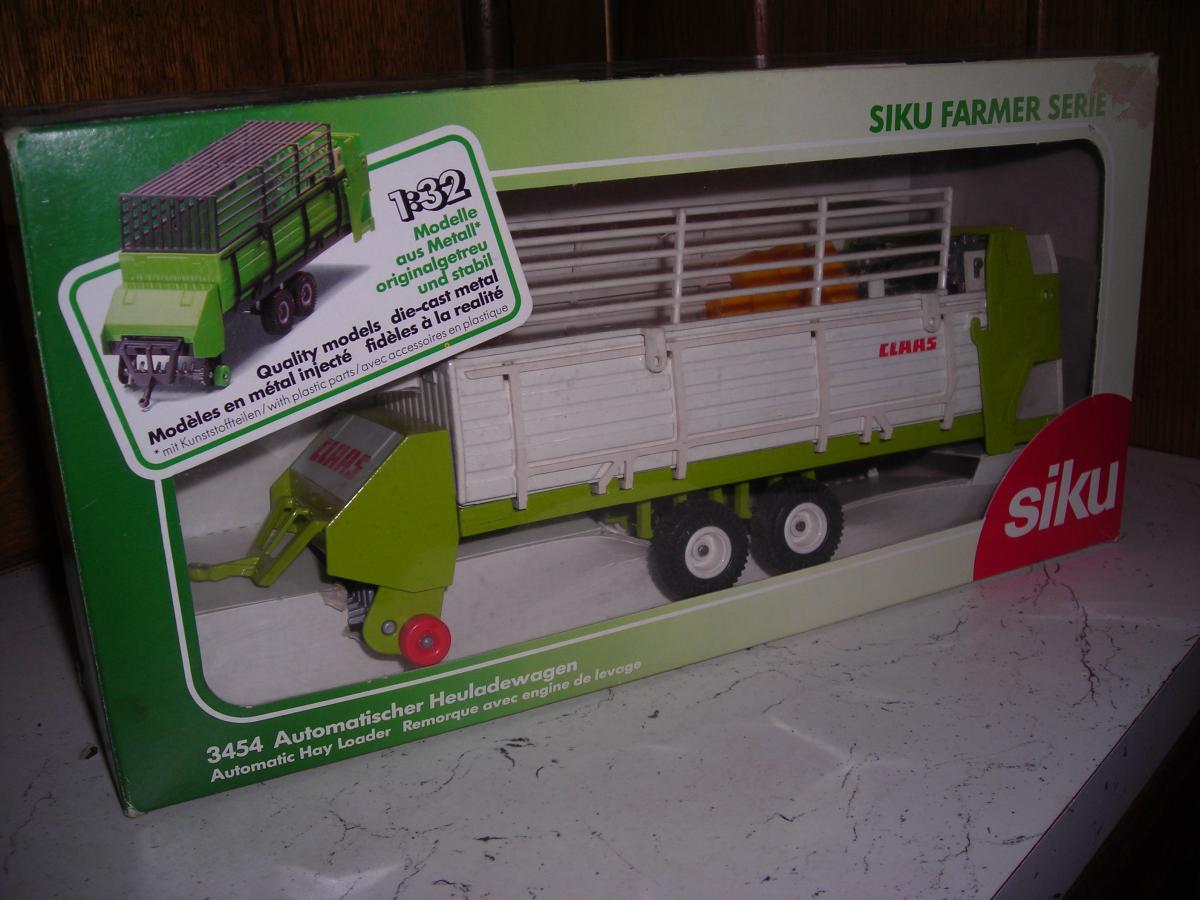 SIKU FARMER SERIE
1:32
Modelle
aus Metall*
originalgetreu
und stabil
Quality models die-cast metal
Modèles en métal injecté fidèles à la realité
* mit Kunststoffteilen/with plastic parts/avec accessoires en plastique
CLAAS
CLAAS
siku
3454 Automatischer Heuladewagen
Automatic Hay Loader Remorque avec engine de levage